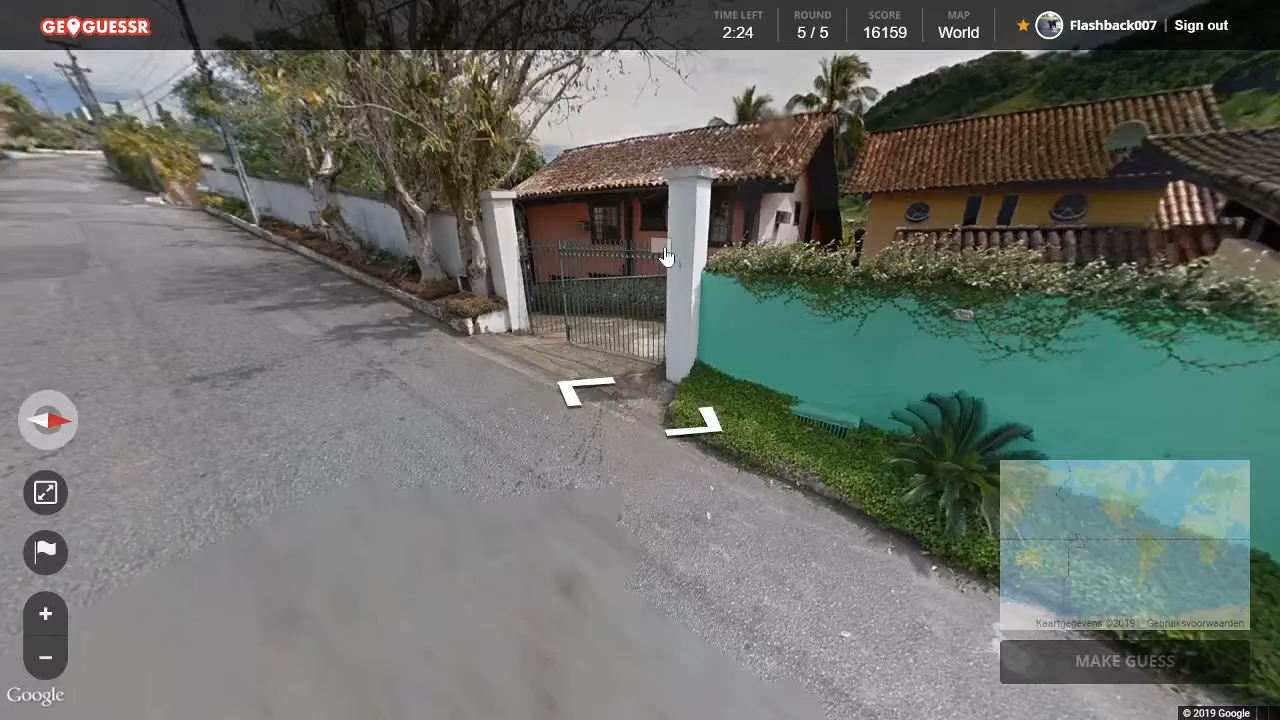 GEOGUESSR
TIME LEFT
2:24
ROUND
5 / 5
SCORE
16159
MAP
World
Flashback007 | Sign out
Kaartgegevens ©2019
Gebruiksvoorwaarden
MAKE GUESS
Google
© 2019 Google